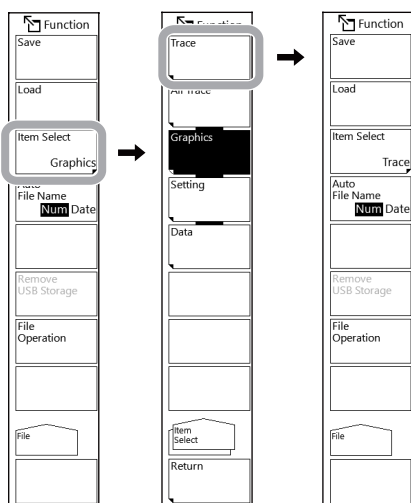 Function
Save
Load
Item Select
Graphics
Auto
File Name
Num Date
Remove
USB Storage
File
Operation
File
Function
Trace
All Trace
Graphics
Setting
Data
Item
Select
Return
Function
Save
Load
Item Select
Trace
Auto
File Name
Num Date
Remove
USB Storage
File
Operation
File